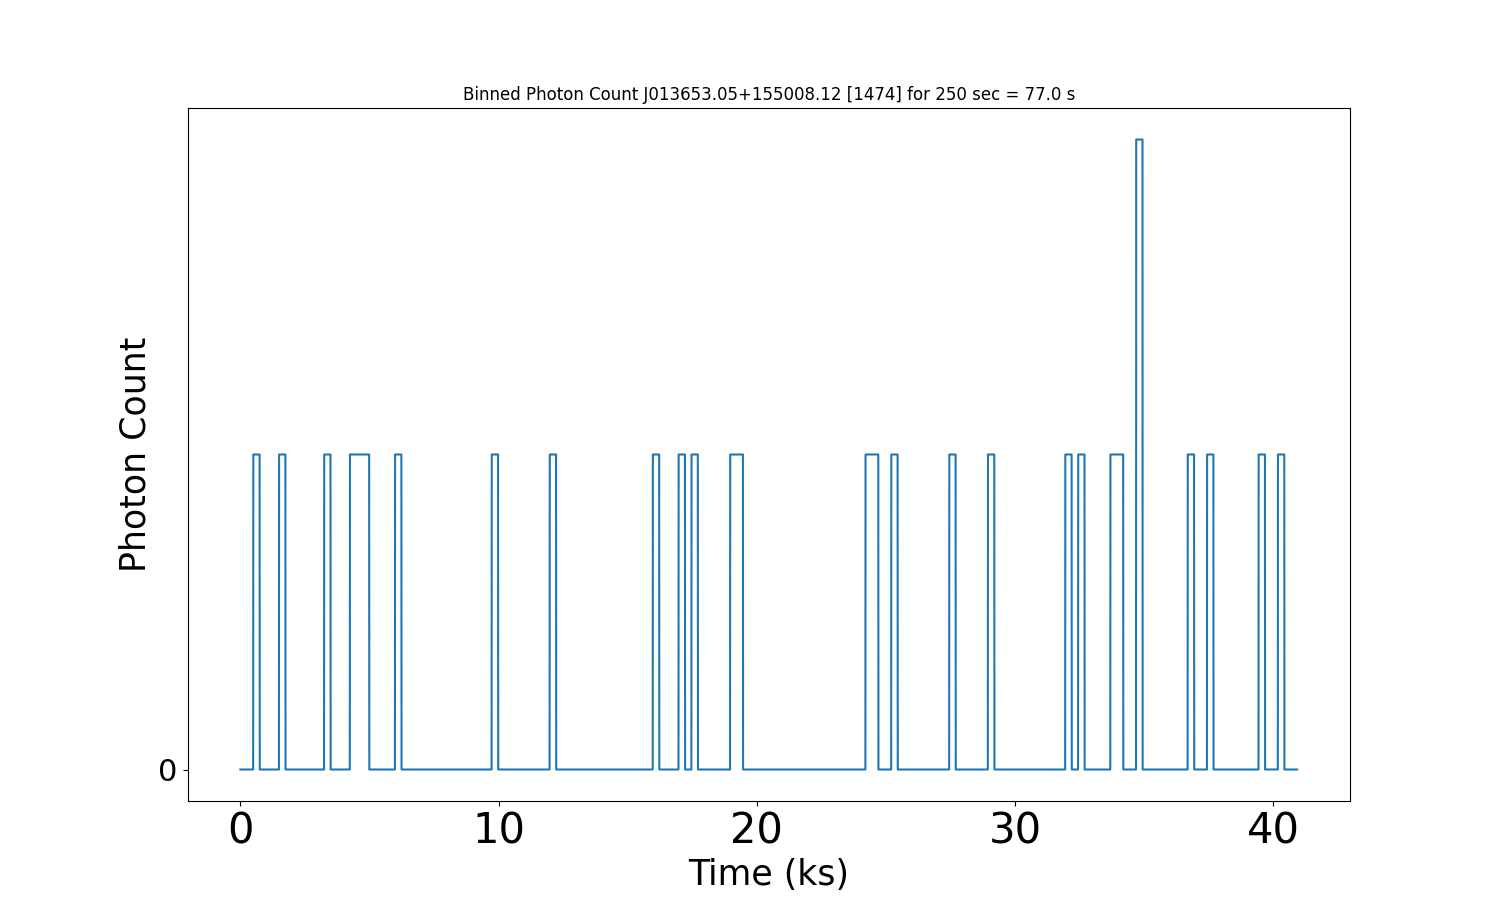 Binned Photon Count J013653.05+155008.12 [1474] for 250 sec = 77.0 s
Photon Count
0
0 10 20 30 40
Time (ks)